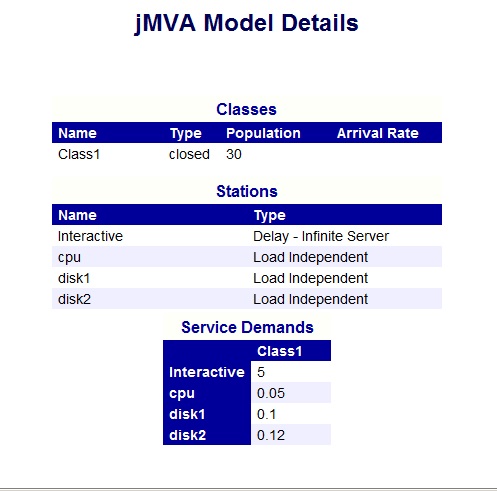 jMVA Model Details
Classes
Name Type Population Arrival Rate
Class1 closed 30
Stations
Name Type
Interactive Delay - Infinite Server
cpu Load Independent
disk1 Load Independent
disk2 Load Independent
Service Demands
Class1
Interactive 5
cpu 0.05
disk1 0.1
disk2 0.12